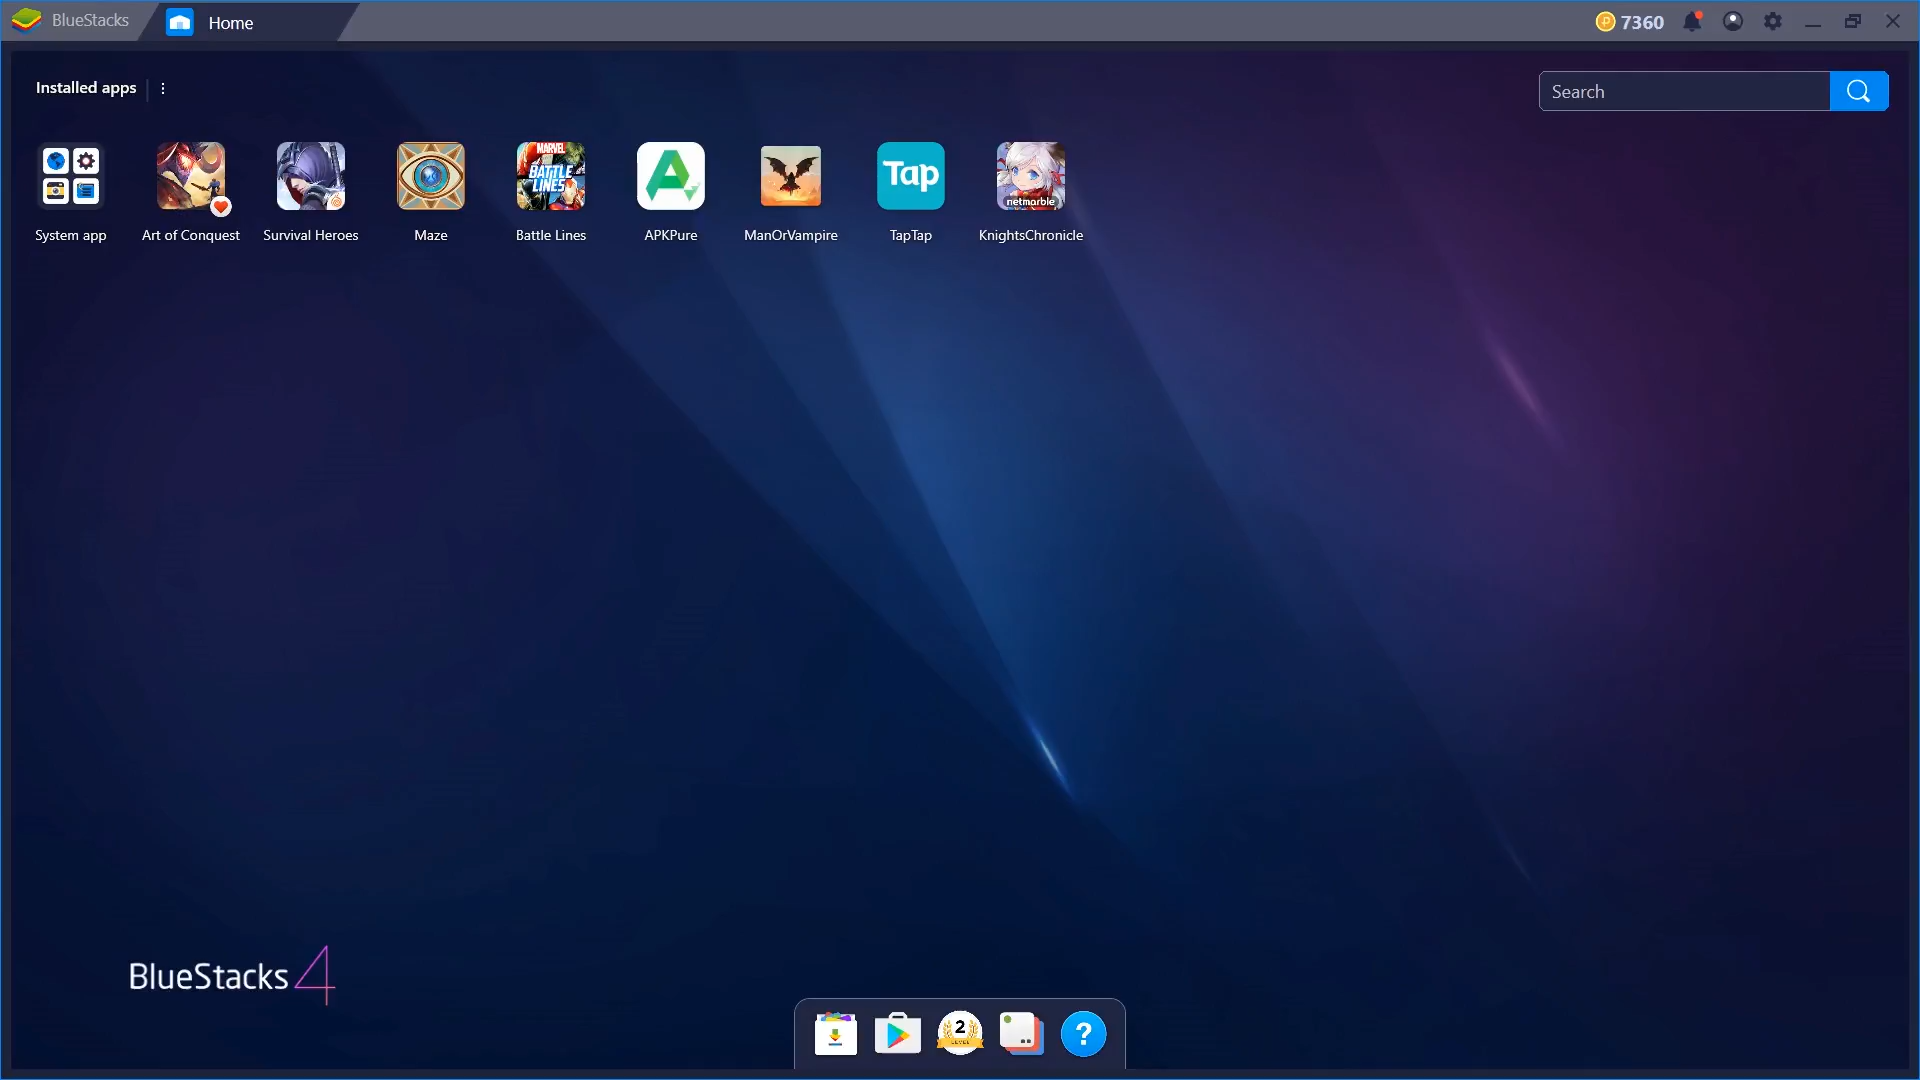 BlueStacks
Home
7360
Installed apps
Search
MARVEL
BATTLE
LINES
Tap
netmarble
System app
Art of Conquest
Survival Heroes
Maze
Battle Lines
APKPure
ManOrVampire
TapTap
KnightsChronicle
BlueStacks 4
2
LEVEL
?